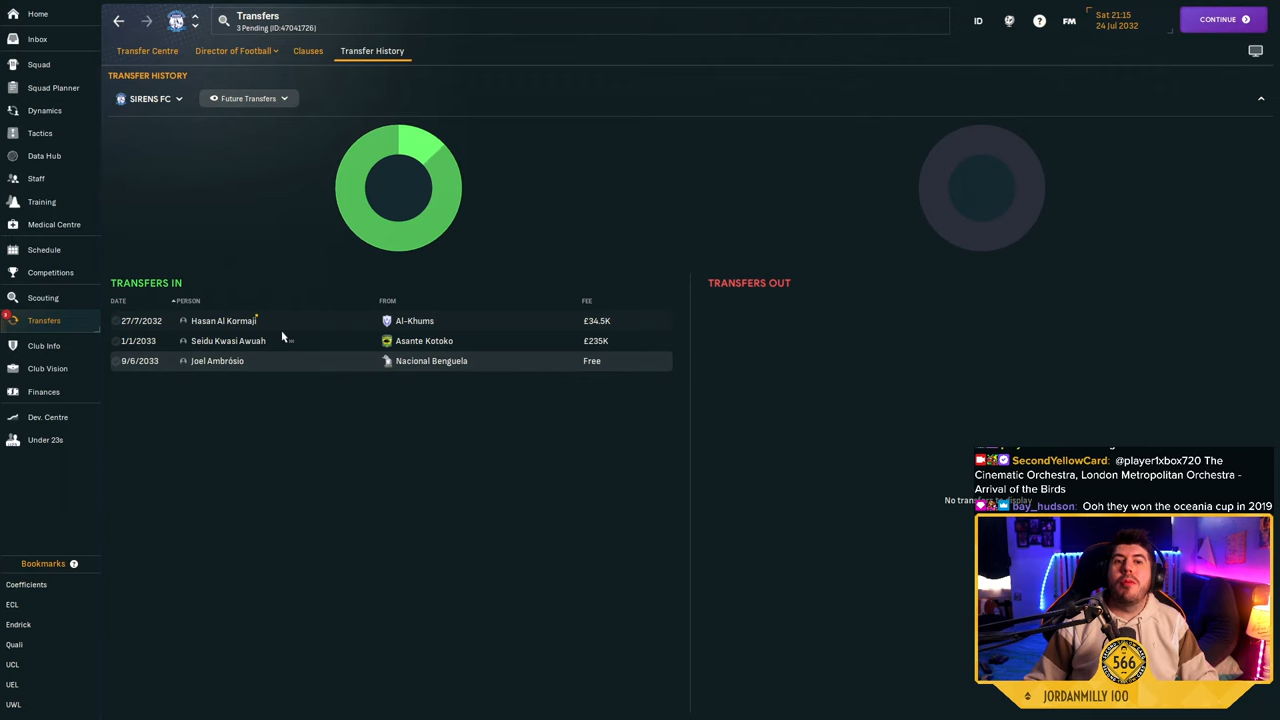 Home
Inbox
Squad
Squad Planner
Dynamics
Tactics
Data Hub
Staff
Training
Medical Centre
Schedule
Competitions
Scouting
3
Transfers
Club Info
Club Vision
Finances
Dev. Centre
Under 23s
Bookmarks ?
Coefficients
ECL
Endrick
Quali
UCL
UEL
UWL
Transfers
3 Pending (ID:47041726)
ID
?
FM
Sat 21:15
24 Jul 2032
CONTINUE
Transfer Centre
Director of Football
Clauses
Transfer History
TRANSFER HISTORY
SIRENS FC
Future Transfers
TRANSFERS IN
DATE PERSON FROM FEE
27/7/2032 Hasan Al Kormaji Al-Khums £34.5K
1/1/2033 Seidu Kwasi Awuah Asante Kotoko £235K
9/6/2033 Joel Ambrósio Nacional Benguela Free
TRANSFERS OUT
SecondYellowCard: @player1xbox720 The
Cinematic Orchestra, London Metropolitan Orchestra -
Arrival of the Birds
No transfers to display
bay_hudson: Ooh they won the oceania cup in 2019
566
JORDANMILLY 100